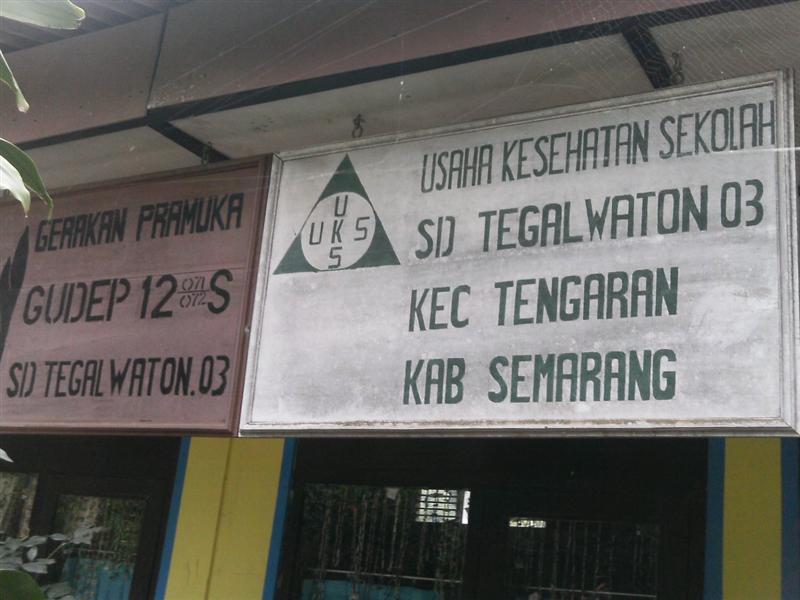 GERAKAN PRAMUKA
GUDEP 12 071/072 S
SD TEGALWATON.03
UKS
UKS
USAHA KESEHATAN SEKOLAH
SD TEGALWATON 03
KEC TENGARAN
KAB SEMARANG